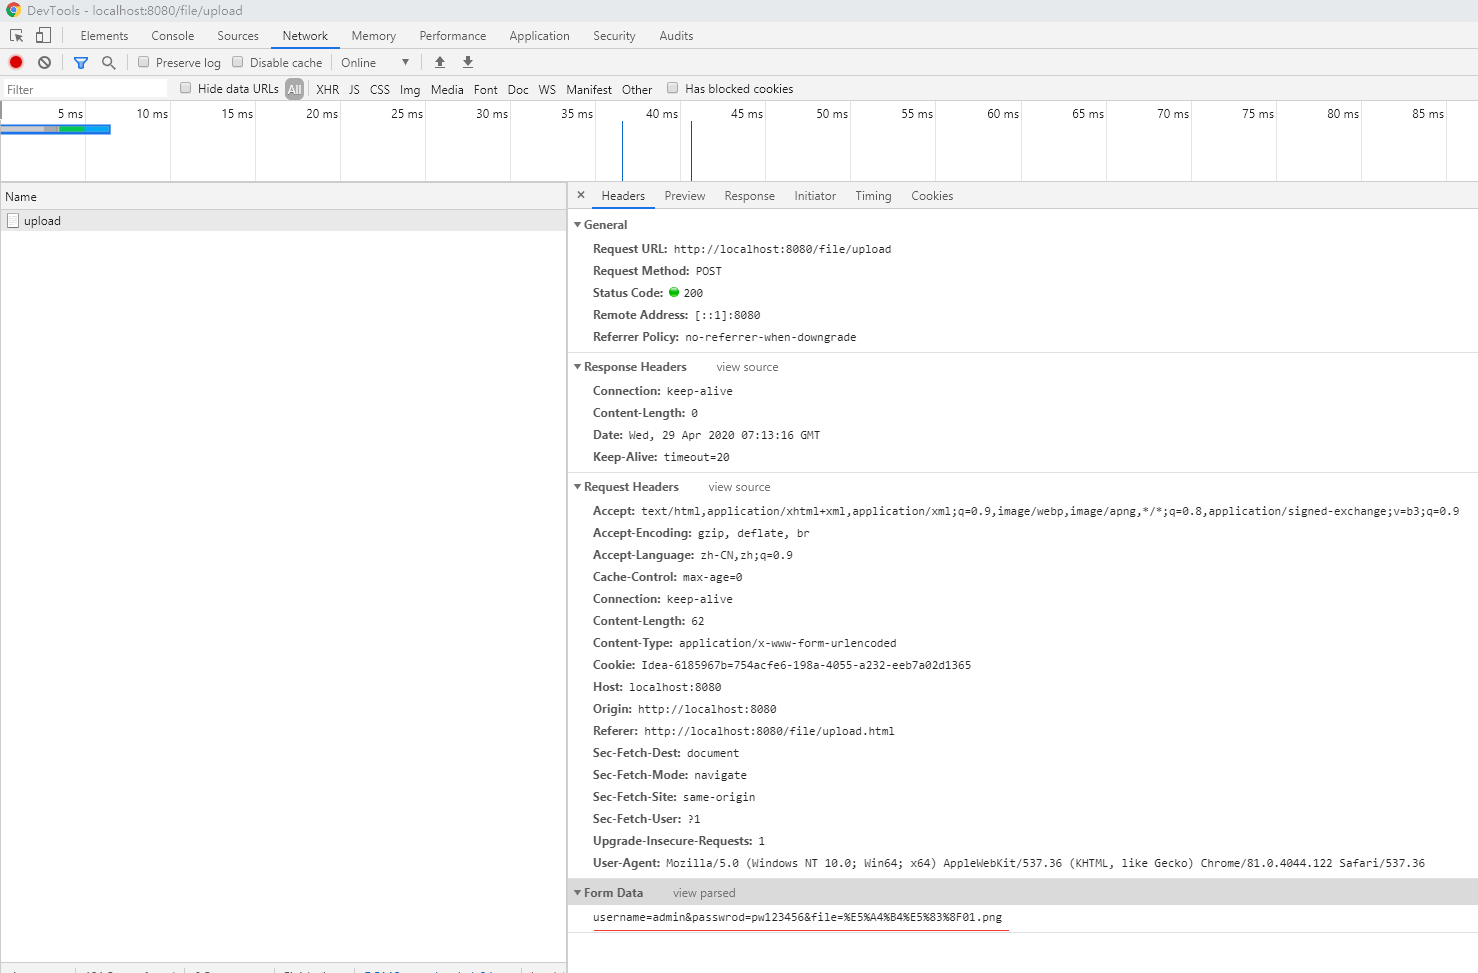 DevTools - localhost:8080/file/upload
Elements Console Sources Network Memory Performance Application Security Audits
Preserve log Disable cache Online
Filter Hide data URLs All XHR JS CSS Img Media Font Doc WS Manifest Other Has blocked cookies
5 ms 10 ms 15 ms 20 ms 25 ms 30 ms 35 ms 40 ms 45 ms 50 ms 55 ms 60 ms 65 ms 70 ms 75 ms 80 ms 85 ms
Name
upload
× Headers Preview Response Initiator Timing Cookies
General
Request URL: http://localhost:8080/file/upload
Request Method: POST
Status Code: 200
Remote Address: [::1]:8080
Referrer Policy: no-referrer-when-downgrade
Response Headers view source
Connection: keep-alive
Content-Length: 0
Date: Wed, 29 Apr 2020 07:13:16 GMT
Keep-Alive: timeout=20
Request Headers view source
Accept: text/html,application/xhtml+xml,application/xml;q=0.9,image/webp,image/apng,*/*;q=0.8,application/signed-exchange;v=b3;q=0.9
Accept-Encoding: gzip, deflate, br
Accept-Language: zh-CN,zh;q=0.9
Cache-Control: max-age=0
Connection: keep-alive
Content-Length: 62
Content-Type: application/x-www-form-urlencoded
Cookie: Idea-6185967b=754acfe6-198a-4055-a232-eeb7a02d1365
Host: localhost:8080
Origin: http://localhost:8080
Referer: http://localhost:8080/file/upload.html
Sec-Fetch-Dest: document
Sec-Fetch-Mode: navigate
Sec-Fetch-Site: same-origin
Sec-Fetch-User: ?1
Upgrade-Insecure-Requests: 1
User-Agent: Mozilla/5.0 (Windows NT 10.0; Win64; x64) AppleWebKit/537.36 (KHTML, like Gecko) Chrome/81.0.4044.122 Safari/537.36
Form Data view parsed
username=admin&passwrod=pw123456&file=%E5%A4%B4%E5%83%8F01.png